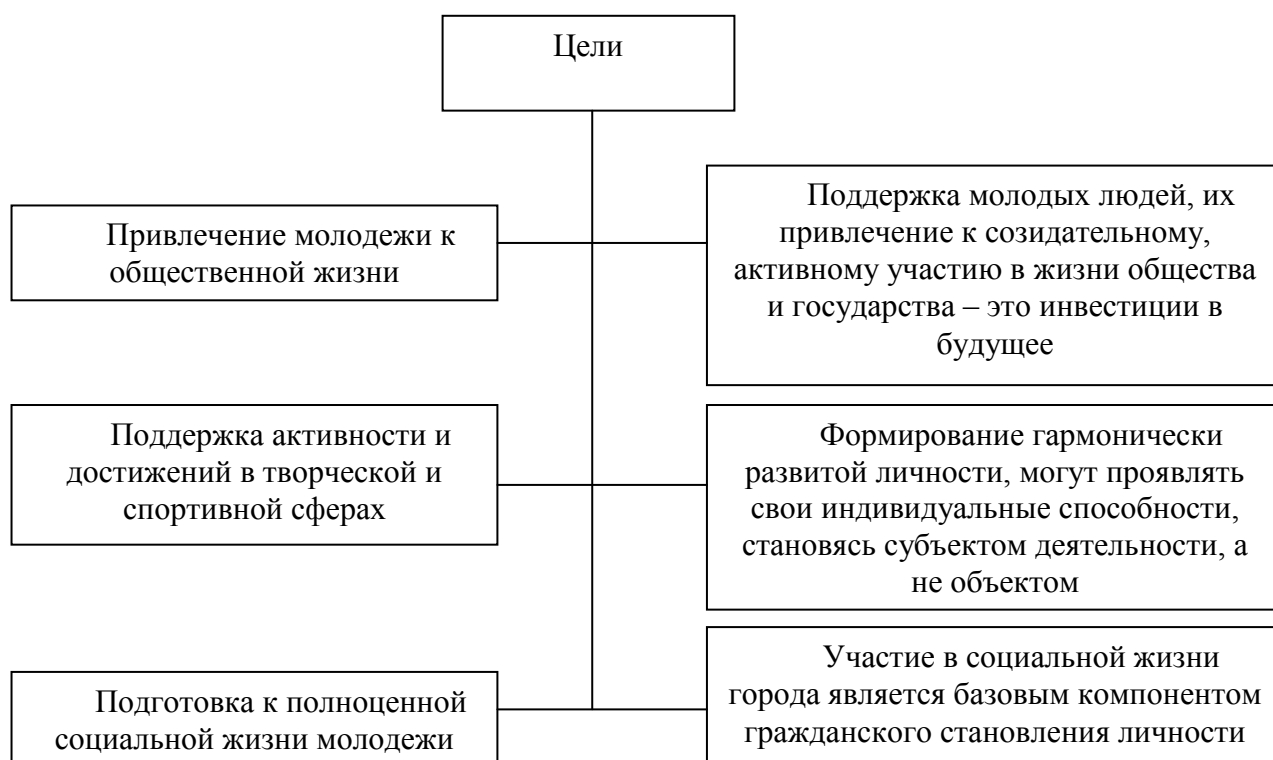 Цели
Привлечение молодежи к
общественной жизни
Поддержка молодых людей, их
привлечение к созидательному,
активному участию в жизни общества
и государства – это инвестиции в
будущее
Поддержка активности и
достижений в творческой и
спортивной сферах
Формирование гармонически
развитой личности, могут проявлять
свои индивидуальные способности,
становясь субъектом деятельности, а
не объектом
Подготовка к полноценной
социальной жизни молодежи
Участие в социальной жизни
города является базовым компонентом
гражданского становления личности